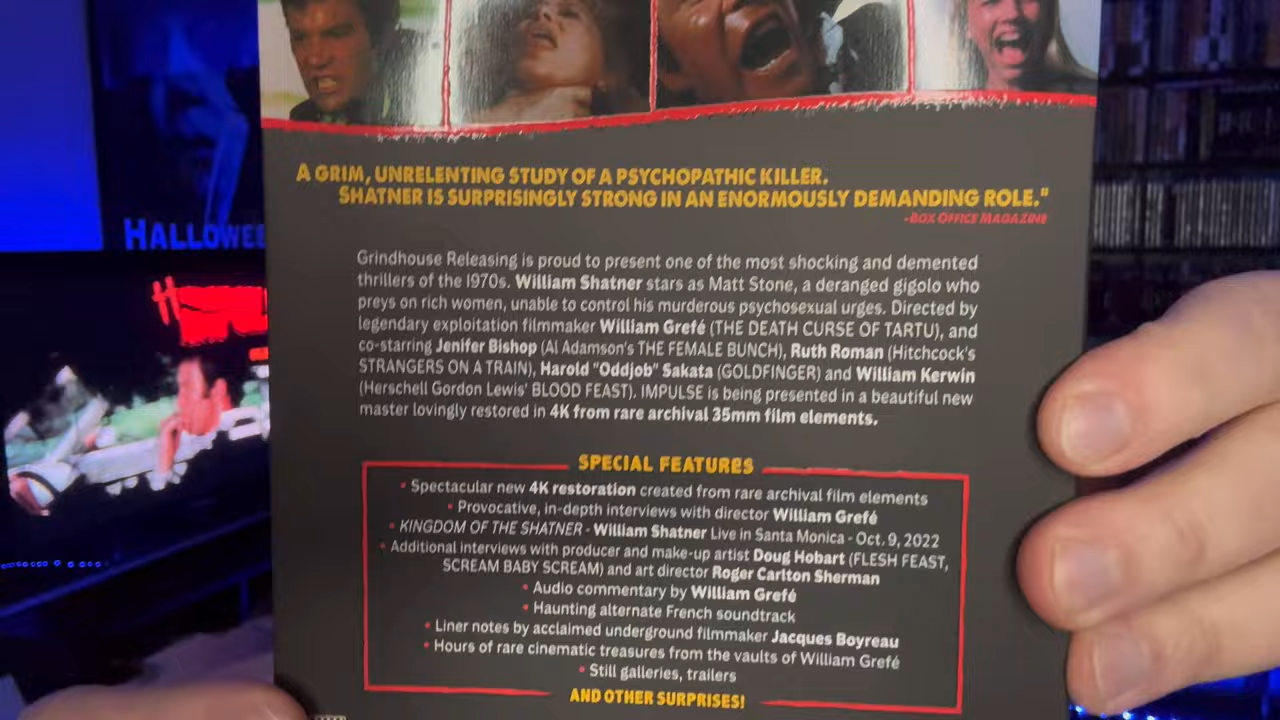 HALLOWEE
A GRIM, UNRELENTING STUDY OF A PSYCHOPATHIC KILLER.
SHATNER IS SURPRISINGLY STRONG IN AN ENORMOUSLY DEMANDING ROLE."
-BOX OFFICE MAGAZINE
Grindhouse Releasing is proud to present one of the most shocking and demented
thrillers of the 1970s. William Shatner stars as Matt Stone, a deranged gigolo who
preys on rich women, unable to control his murderous psychosexual urges. Directed by
legendary exploitation filmmaker William Grefé (THE DEATH CURSE OF TARTU), and
co-starring Jenifer Bishop (Al Adamson's THE FEMALE BUNCH), Ruth Roman (Hitchcock's
STRANGERS ON A TRAIN), Harold "Oddjob" Sakata (GOLDFINGER) and William Kerwin
(Herschell Gordon Lewis' BLOOD FEAST). IMPULSE is being presented in a beautiful new
master lovingly restored in 4K from rare archival 35mm film elements.
SPECIAL FEATURES
• Spectacular new 4K restoration created from rare archival film elements
• Provocative, in-depth interviews with director William Grefé
• KINGDOM OF THE SHATNER - William Shatner Live in Santa Monica - Oct. 9, 2022
• Additional interviews with producer and make-up artist Doug Hobart (FLESH FEAST,
SCREAM BABY SCREAM) and art director Roger Carlton Sherman
• Audio commentary by William Grefé
• Haunting alternate French soundtrack
• Liner notes by acclaimed underground filmmaker Jacques Boyreau
• Hours of rare cinematic treasures from the vaults of William Grefé
• Still galleries, trailers
AND OTHER SURPRISES!